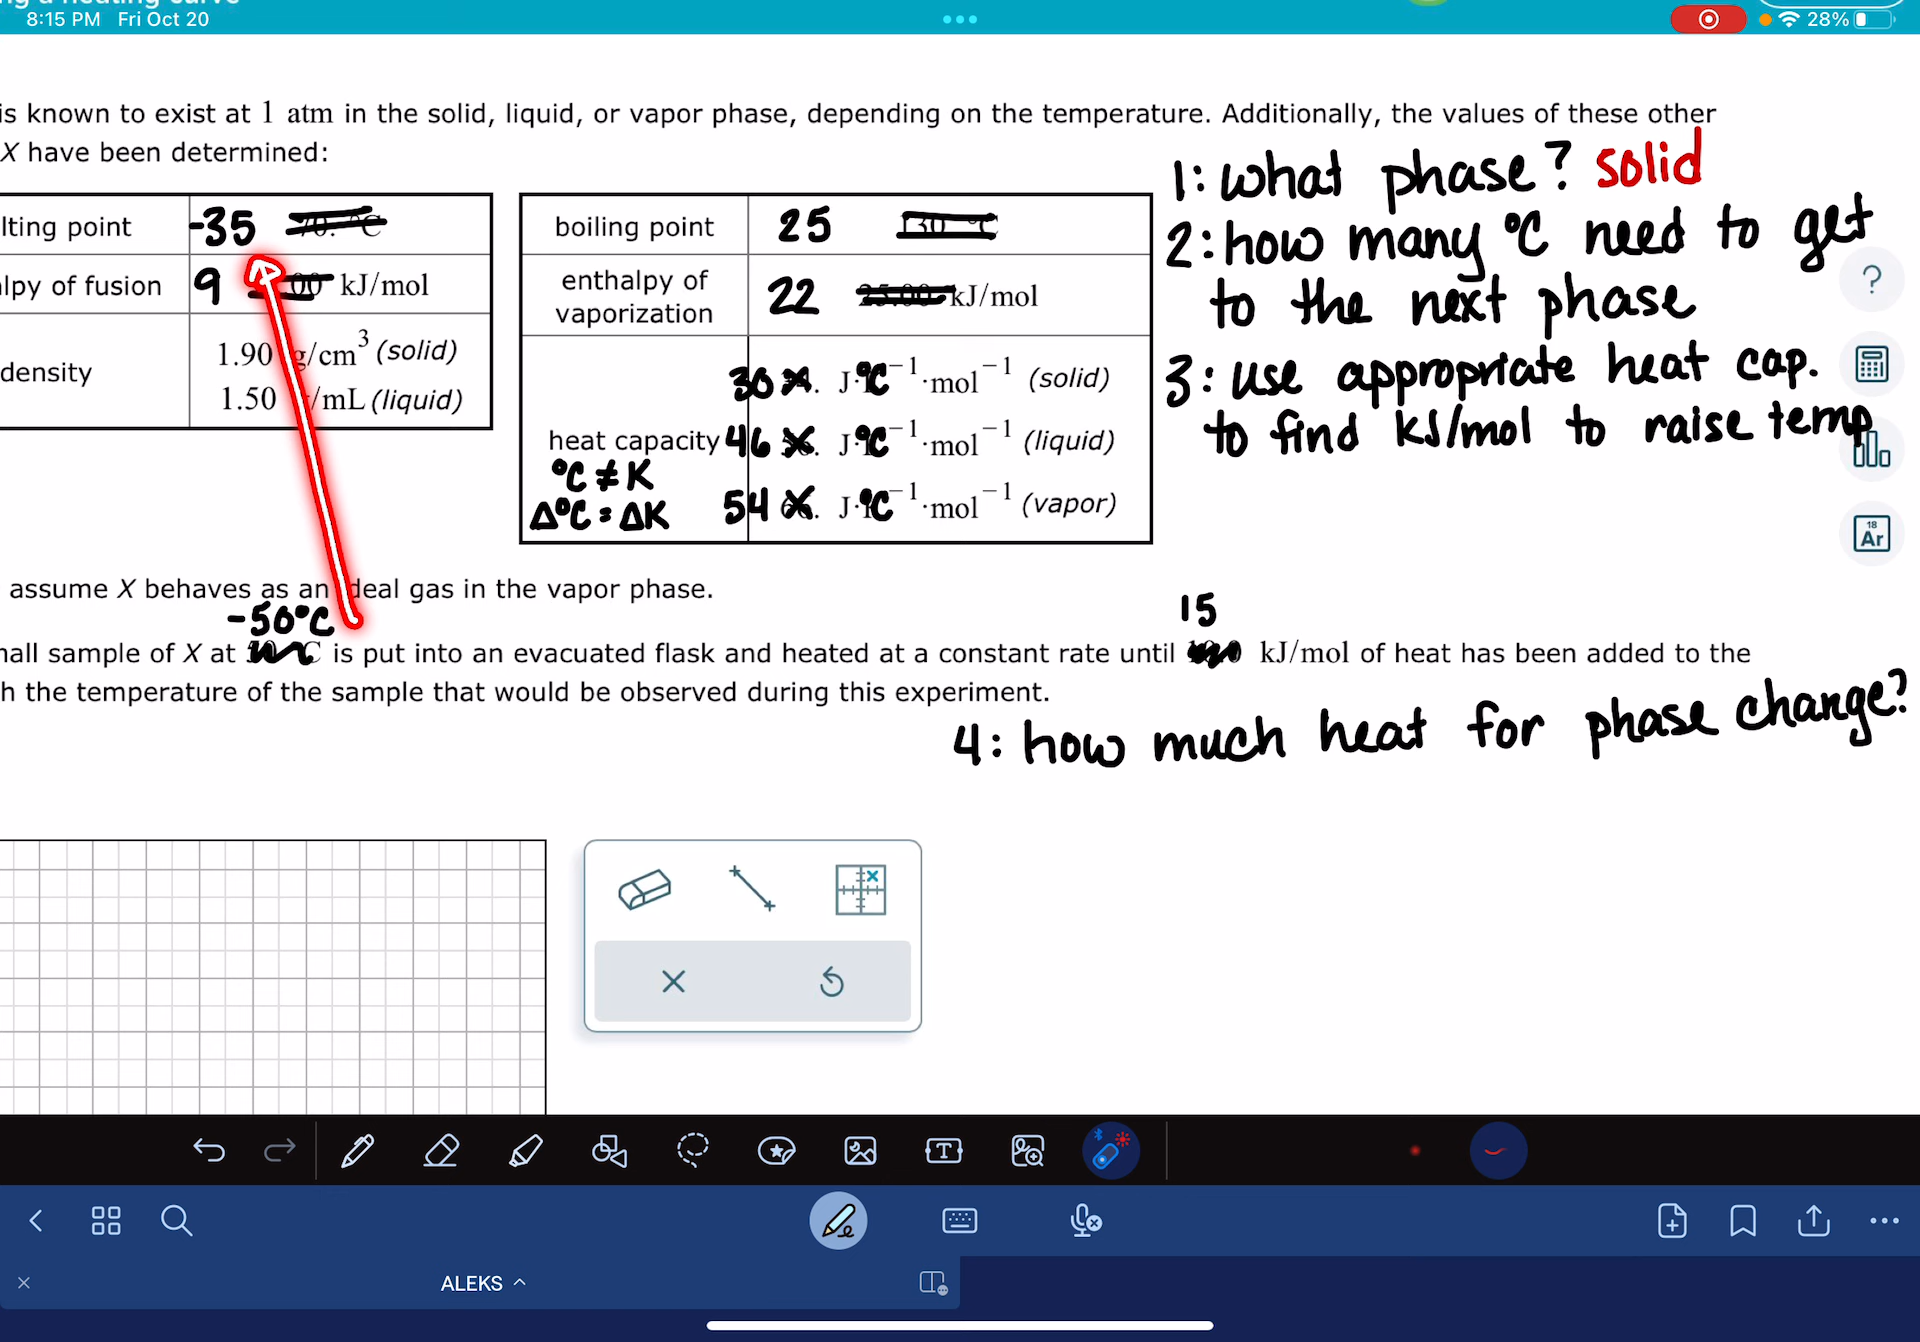 8:15 PM Fri Oct 20
28%
is known to exist at 1 atm in the solid, liquid, or vapor phase, depending on the temperature. Additionally, the values of these other
X have been determined:
lting point -35
lpy of fusion 9 kJ/mol
density
1.90 g/cm³ (solid)
1.50 /mL (liquid)
boiling point 25
enthalpy of vaporization 22 kJ/mol
heat capacity
30 J·°C⁻¹·mol⁻¹ (solid)
46 J·°C⁻¹·mol⁻¹ (liquid)
54 J·°C⁻¹·mol⁻¹ (vapor)
°C ≠ K
Δ°C = ΔK
1: what phase? solid
2: how many °C need to get
to the next phase
3: use appropriate heat cap.
to find kJ/mol to raise temp
?
18
Ar
assume X behaves as an ideal gas in the vapor phase.
-50°C
15
mall sample of X at is put into an evacuated flask and heated at a constant rate until kJ/mol of heat has been added to the
h the temperature of the sample that would be observed during this experiment.
4: how much heat for phase change?
ALEKS